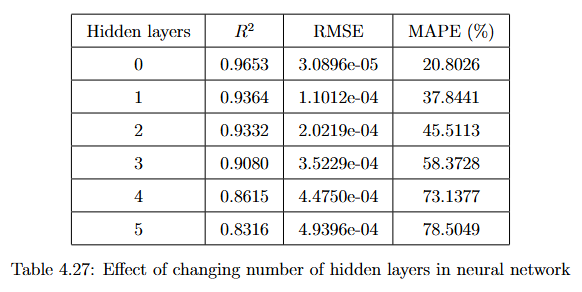 Hidden layers R² RMSE MAPE (%)
0 0.9653 3.0896e-05 20.8026
1 0.9364 1.1012e-04 37.8441
2 0.9332 2.0219e-04 45.5113
3 0.9080 3.5229e-04 58.3728
4 0.8615 4.4750e-04 73.1377
5 0.8316 4.9396e-04 78.5049
Table 4.27: Effect of changing number of hidden layers in neural network